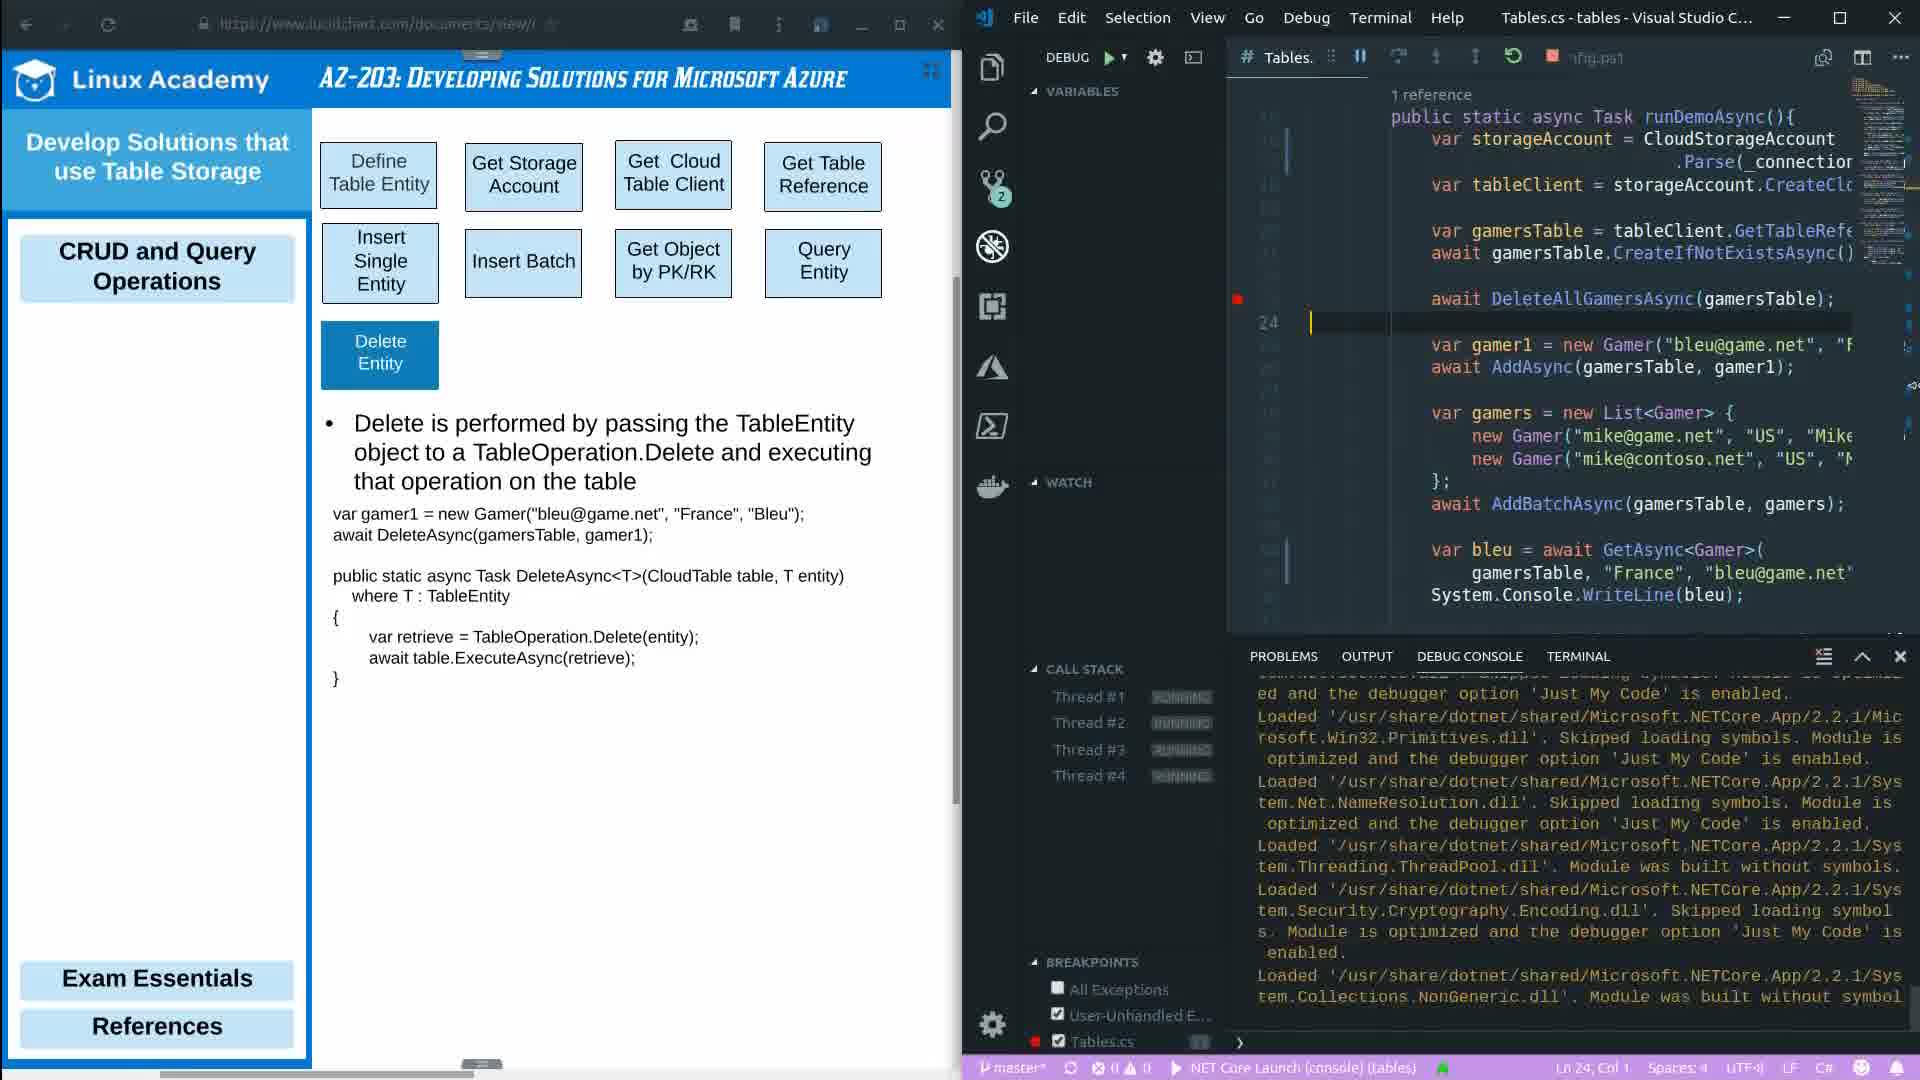 https://www.lucidchart.com/documents/view/
Linux Academy
AZ-203: Developing Solutions for Microsoft Azure
Develop Solutions that
use Table Storage
CRUD and Query
Operations
Exam Essentials
References
Define
Table Entity
Get Storage
Account
Get Cloud
Table Client
Get Table
Reference
Insert
Single
Entity
Insert Batch
Get Object
by PK/RK
Query
Entity
Delete
Entity
• Delete is performed by passing the TableEntity
object to a TableOperation.Delete and executing
that operation on the table
var gamer1 = new Gamer("bleu@game.net", "France", "Bleu");
await DeleteAsync(gamersTable, gamer1);
public static async Task DeleteAsync<T>(CloudTable table, T entity)
where T : TableEntity
{
var retrieve = TableOperation.Delete(entity);
await table.ExecuteAsync(retrieve);
}
File Edit Selection View Go Debug Terminal Help Tables.cs - tables - Visual Studio C...
DEBUG
VARIABLES
WATCH
CALL STACK
Thread #1 RUNNING
Thread #2 RUNNING
Thread #3 RUNNING
Thread #4 RUNNING
BREAKPOINTS
All Exceptions
User-Unhandled E...
Tables.cs
2
# Tables.
1 reference
public static async Task runDemoAsync(){
var storageAccount = CloudStorageAccount
.Parse(_connection
var tableClient = storageAccount.CreateClo
var gamersTable = tableClient.GetTableRefe
await gamersTable.CreateIfNotExistsAsync()
await DeleteAllGamersAsync(gamersTable);
24
var gamer1 = new Gamer("bleu@game.net", "F
await AddAsync(gamersTable, gamer1);
var gamers = new List<Gamer> {
new Gamer("mike@game.net", "US", "Mike
new Gamer("mike@contoso.net", "US", "M
};
await AddBatchAsync(gamersTable, gamers);
var bleu = await GetAsync<Gamer>(
gamersTable, "France", "bleu@game.net"
System.Console.WriteLine(bleu);
PROBLEMS OUTPUT DEBUG CONSOLE TERMINAL
ed and the debugger option 'Just My Code' is enabled.
Loaded '/usr/share/dotnet/shared/Microsoft.NETCore.App/2.2.1/Mic
rosoft.Win32.Primitives.dll'. Skipped loading symbols. Module is
optimized and the debugger option 'Just My Code' is enabled.
Loaded '/usr/share/dotnet/shared/Microsoft.NETCore.App/2.2.1/Sys
tem.Net.NameResolution.dll'. Skipped loading symbols. Module is
optimized and the debugger option 'Just My Code' is enabled.
Loaded '/usr/share/dotnet/shared/Microsoft.NETCore.App/2.2.1/Sys
tem.Threading.ThreadPool.dll'. Module was built without symbols.
Loaded '/usr/share/dotnet/shared/Microsoft.NETCore.App/2.2.1/Sys
tem.Security.Cryptography.Encoding.dll'. Skipped loading symbol
s. Module is optimized and the debugger option 'Just My Code' is
enabled.
Loaded '/usr/share/dotnet/shared/Microsoft.NETCore.App/2.2.1/Sys
tem.Collections.NonGeneric.dll'. Module was built without symbol
master* 0 0 .NET Core Launch (console) (tables) Ln 24, Col 1 Spaces: 4 UTF-8 LF C#